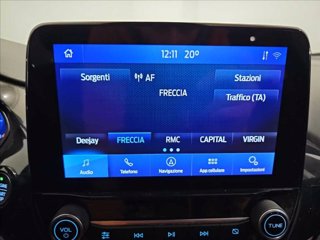 12:11 20°
Sorgenti AF Stazioni
FRECCIA
Traffico (TA)
Deejay FRECCIA RMC CAPITAL VIRGIN
Audio Telefono Navigazione App cellulare Impostazioni
VOL TUNE